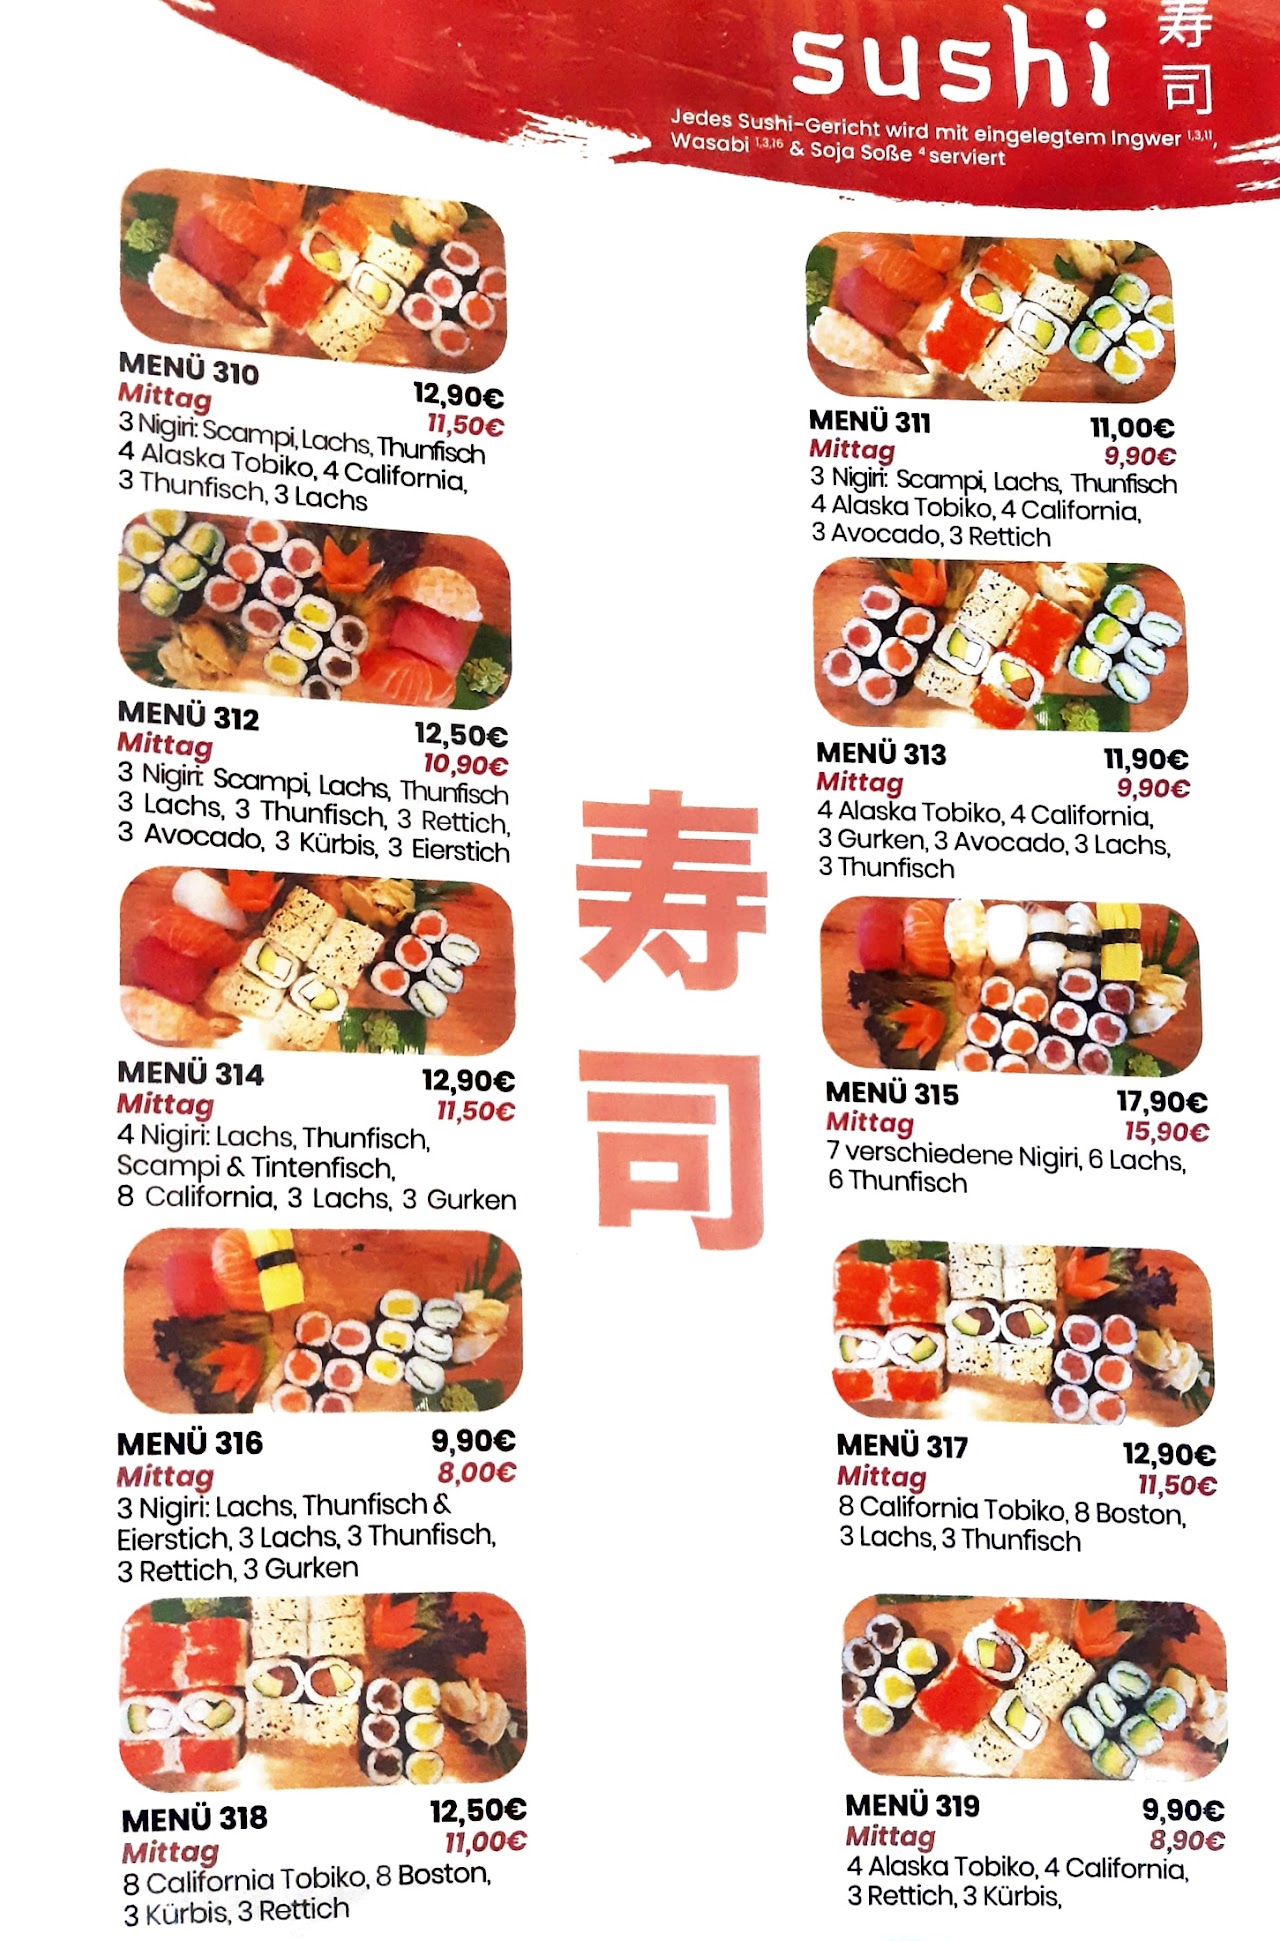 sushi
寿
司
Jedes Sushi-Gericht wird mit eingelegtem Ingwer 1,3,11,
Wasabi 1,3,16 & Soja Soße 4 serviert
MENÜ 310 12,90€
Mittag 11,50€
3 Nigiri: Scampi, Lachs, Thunfisch
4 Alaska Tobiko, 4 California,
3 Thunfisch, 3 Lachs
MENÜ 311 11,00€
Mittag 9,90€
3 Nigiri: Scampi, Lachs, Thunfisch
4 Alaska Tobiko, 4 California,
3 Avocado, 3 Rettich
MENÜ 312 12,50€
Mittag 10,90€
3 Nigiri: Scampi, Lachs, Thunfisch
3 Lachs, 3 Thunfisch, 3 Rettich,
3 Avocado, 3 Kürbis, 3 Eierstich
MENÜ 313 11,90€
Mittag 9,90€
4 Alaska Tobiko, 4 California,
3 Gurken, 3 Avocado, 3 Lachs,
3 Thunfisch
寿
司
MENÜ 314 12,90€
Mittag 11,50€
4 Nigiri: Lachs, Thunfisch,
Scampi & Tintenfisch,
8 California, 3 Lachs, 3 Gurken
MENÜ 315 17,90€
Mittag 15,90€
7 verschiedene Nigiri, 6 Lachs,
6 Thunfisch
MENÜ 316 9,90€
Mittag 8,00€
3 Nigiri: Lachs, Thunfisch &
Eierstich, 3 Lachs, 3 Thunfisch,
3 Rettich, 3 Gurken
MENÜ 317 12,90€
Mittag 11,50€
8 California Tobiko, 8 Boston,
3 Lachs, 3 Thunfisch
MENÜ 318 12,50€
Mittag 11,00€
8 California Tobiko, 8 Boston,
3 Kürbis, 3 Rettich
MENÜ 319 9,90€
Mittag 8,90€
4 Alaska Tobiko, 4 California,
3 Rettich, 3 Kürbis,